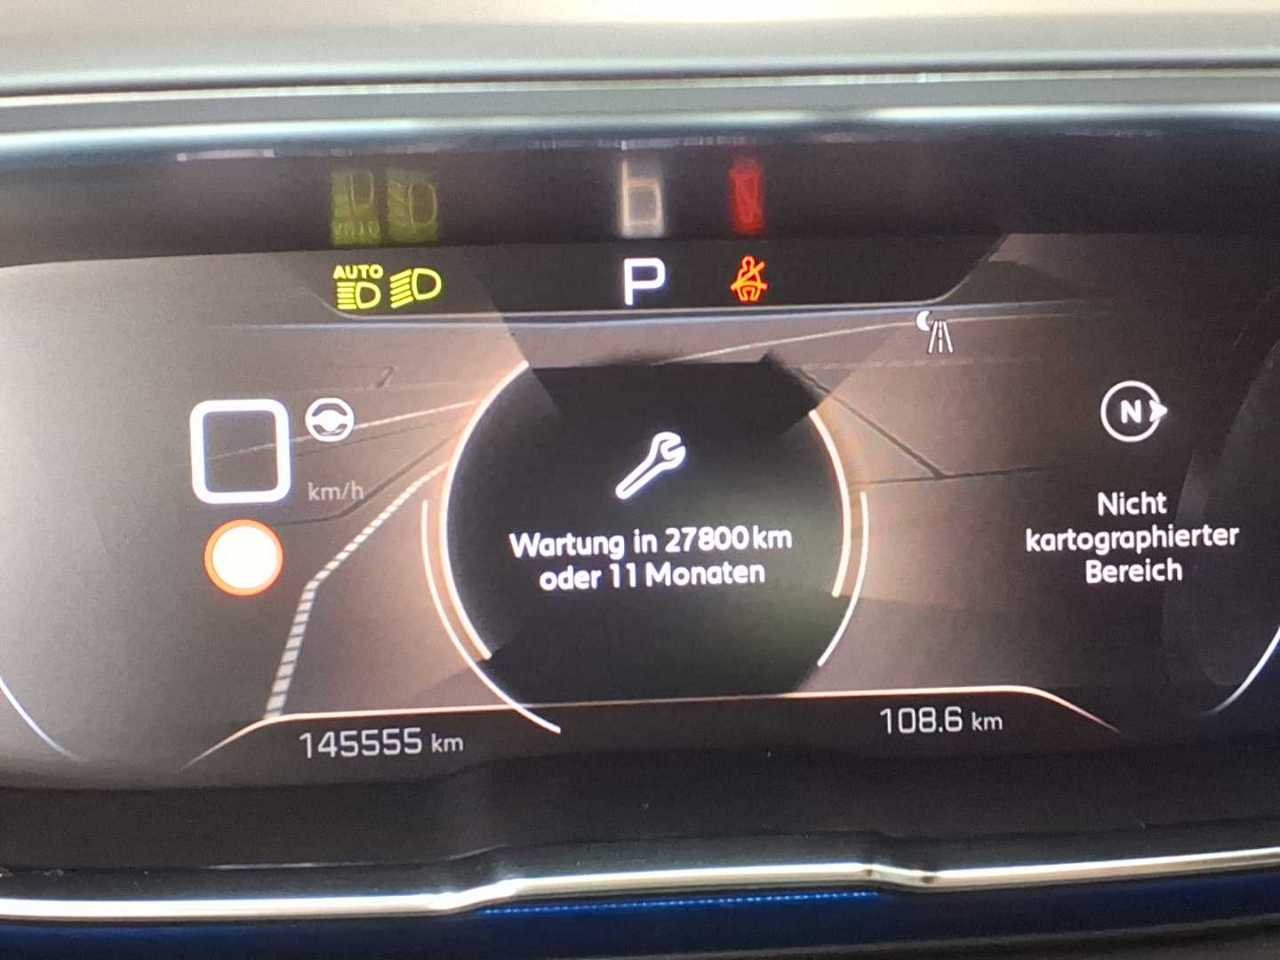 AUTO
P
km/h
N
Wartung in 27800 km
oder 11 Monaten
Nicht
kartographierter
Bereich
145555 km
108.6 km